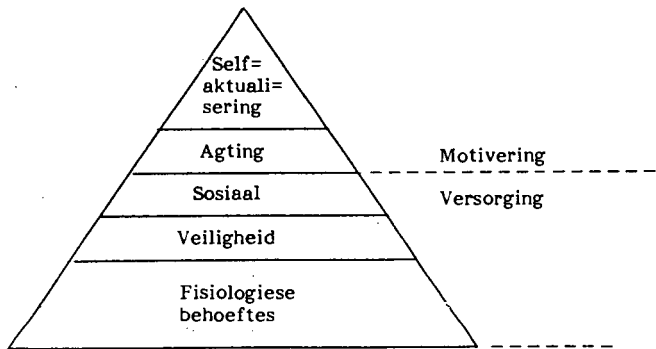 Self=
aktuali=
sering
Agting
Motivering
Sosiaal
Versorging
Veiligheid
Fisiologiese
behoeftes